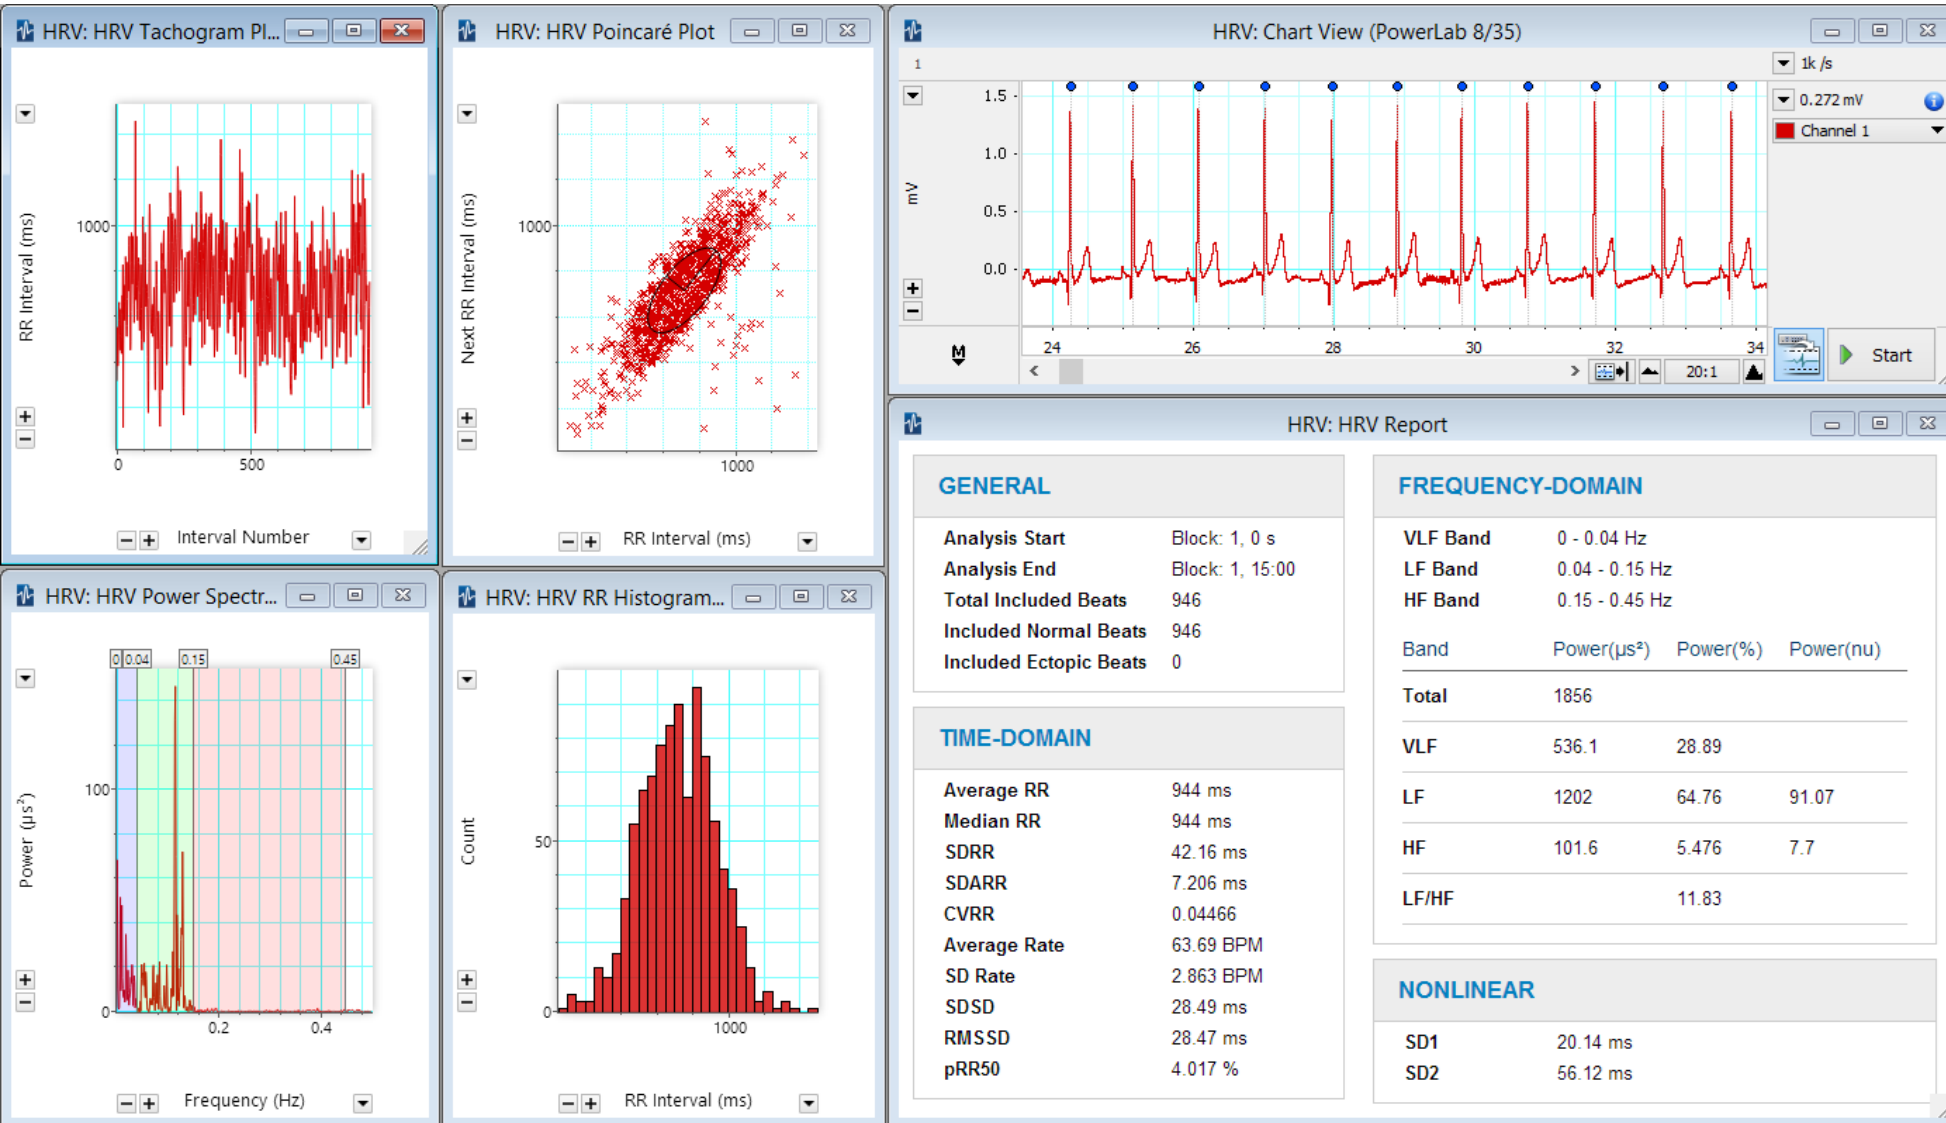 HRV: HRV Tachogram Pl...
RR Interval (ms)
1000
0
500
Interval Number
HRV: HRV Poincaré Plot
Next RR Interval (ms)
1000
1000
RR Interval (ms)
HRV: Chart View (PowerLab 8/35)
1
1k /s
0.272 mV
Channel 1
mV
1.5
1.0
0.5
0.0
24 26 28 30 32 34
M
20:1
Start
HRV: HRV Power Spectr...
0 0.04 0.15 0.45
Power (µs²)
100
0
0.2 0.4
Frequency (Hz)
HRV: HRV RR Histogram...
Count
50
0
1000
RR Interval (ms)
HRV: HRV Report
GENERAL
Analysis Start Block: 1, 0 s
Analysis End Block: 1, 15:00
Total Included Beats 946
Included Normal Beats 946
Included Ectopic Beats 0
TIME-DOMAIN
Average RR 944 ms
Median RR 944 ms
SDRR 42.16 ms
SDARR 7.206 ms
CVRR 0.04466
Average Rate 63.69 BPM
SD Rate 2.863 BPM
SDSD 28.49 ms
RMSSD 28.47 ms
pRR50 4.017 %
FREQUENCY-DOMAIN
VLF Band 0 - 0.04 Hz
LF Band 0.04 - 0.15 Hz
HF Band 0.15 - 0.45 Hz
Band Power(µs²) Power(%) Power(nu)
Total 1856
VLF 536.1 28.89
LF 1202 64.76 91.07
HF 101.6 5.476 7.7
LF/HF 11.83
NONLINEAR
SD1 20.14 ms
SD2 56.12 ms